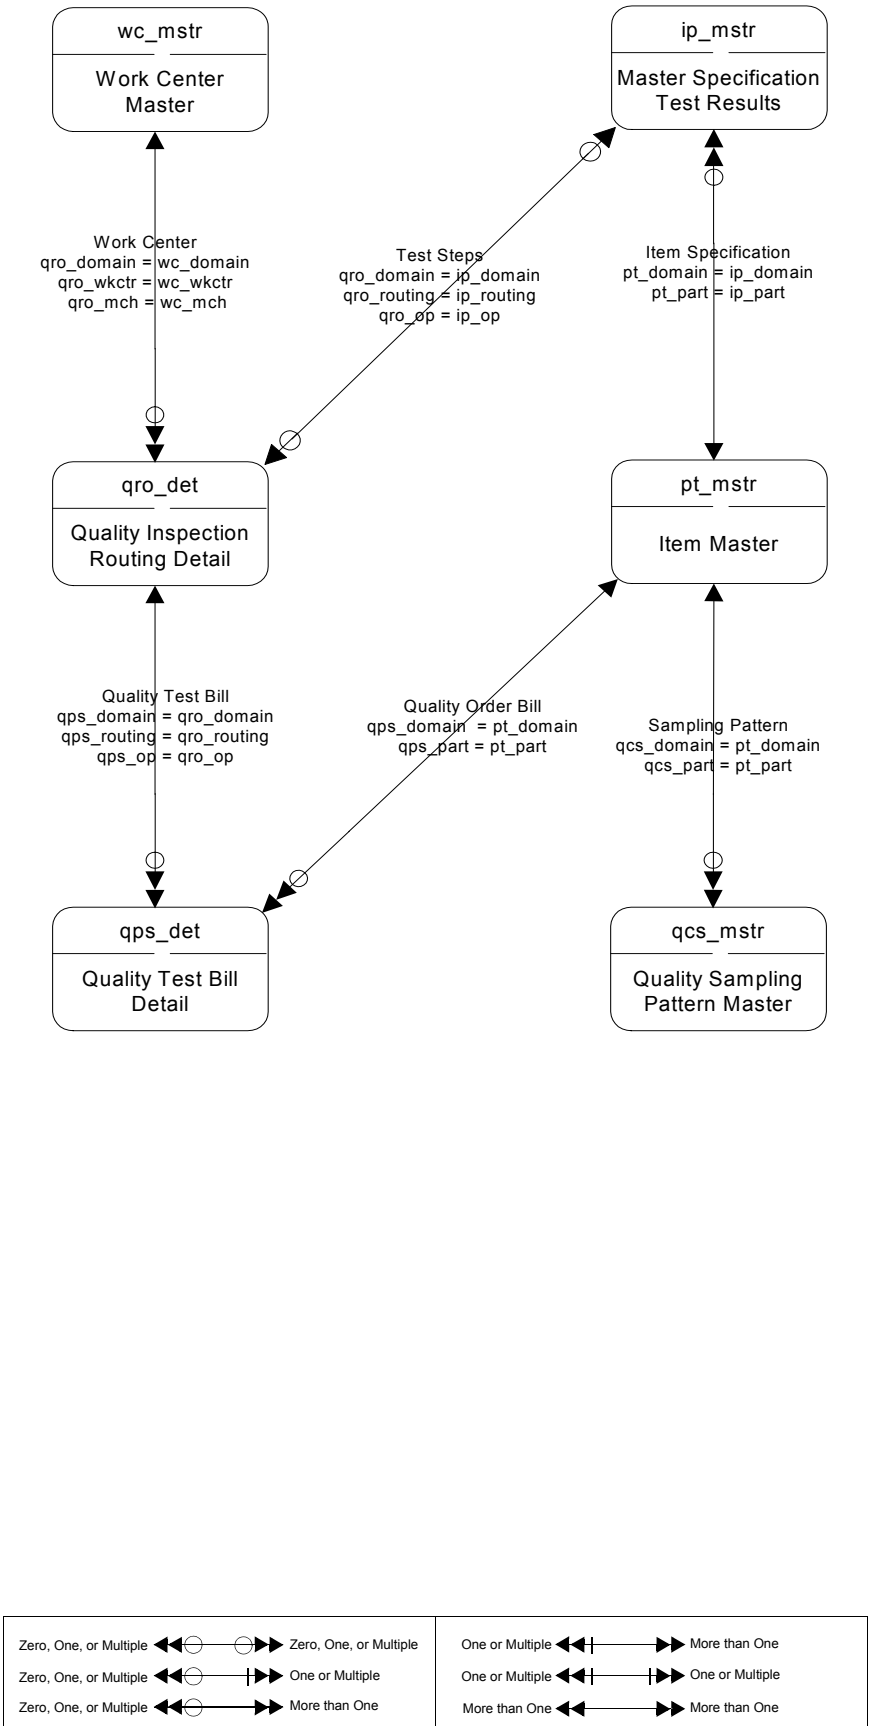 wc_mstr
Work Center
Master
ip_mstr
Master Specification
Test Results
Work Center
qro_domain = wc_domain
qro_wkctr = wc_wkctr
qro_mch = wc_mch
Test Steps
qro_domain = ip_domain
qro_routing = ip_routing
qro_op = ip_op
Item Specification
pt_domain = ip_domain
pt_part = ip_part
qro_det
Quality Inspection
Routing Detail
pt_mstr
Item Master
Quality Test Bill
qps_domain = qro_domain
qps_routing = qro_routing
qps_op = qro_op
Quality Order Bill
qps_domain = pt_domain
qps_part = pt_part
Sampling Pattern
qcs_domain = pt_domain
qcs_part = pt_part
qps_det
Quality Test Bill
Detail
qcs_mstr
Quality Sampling
Pattern Master
Zero, One, or Multiple Zero, One, or Multiple
Zero, One, or Multiple One or Multiple
Zero, One, or Multiple More than One
One or Multiple More than One
One or Multiple One or Multiple
More than One More than One